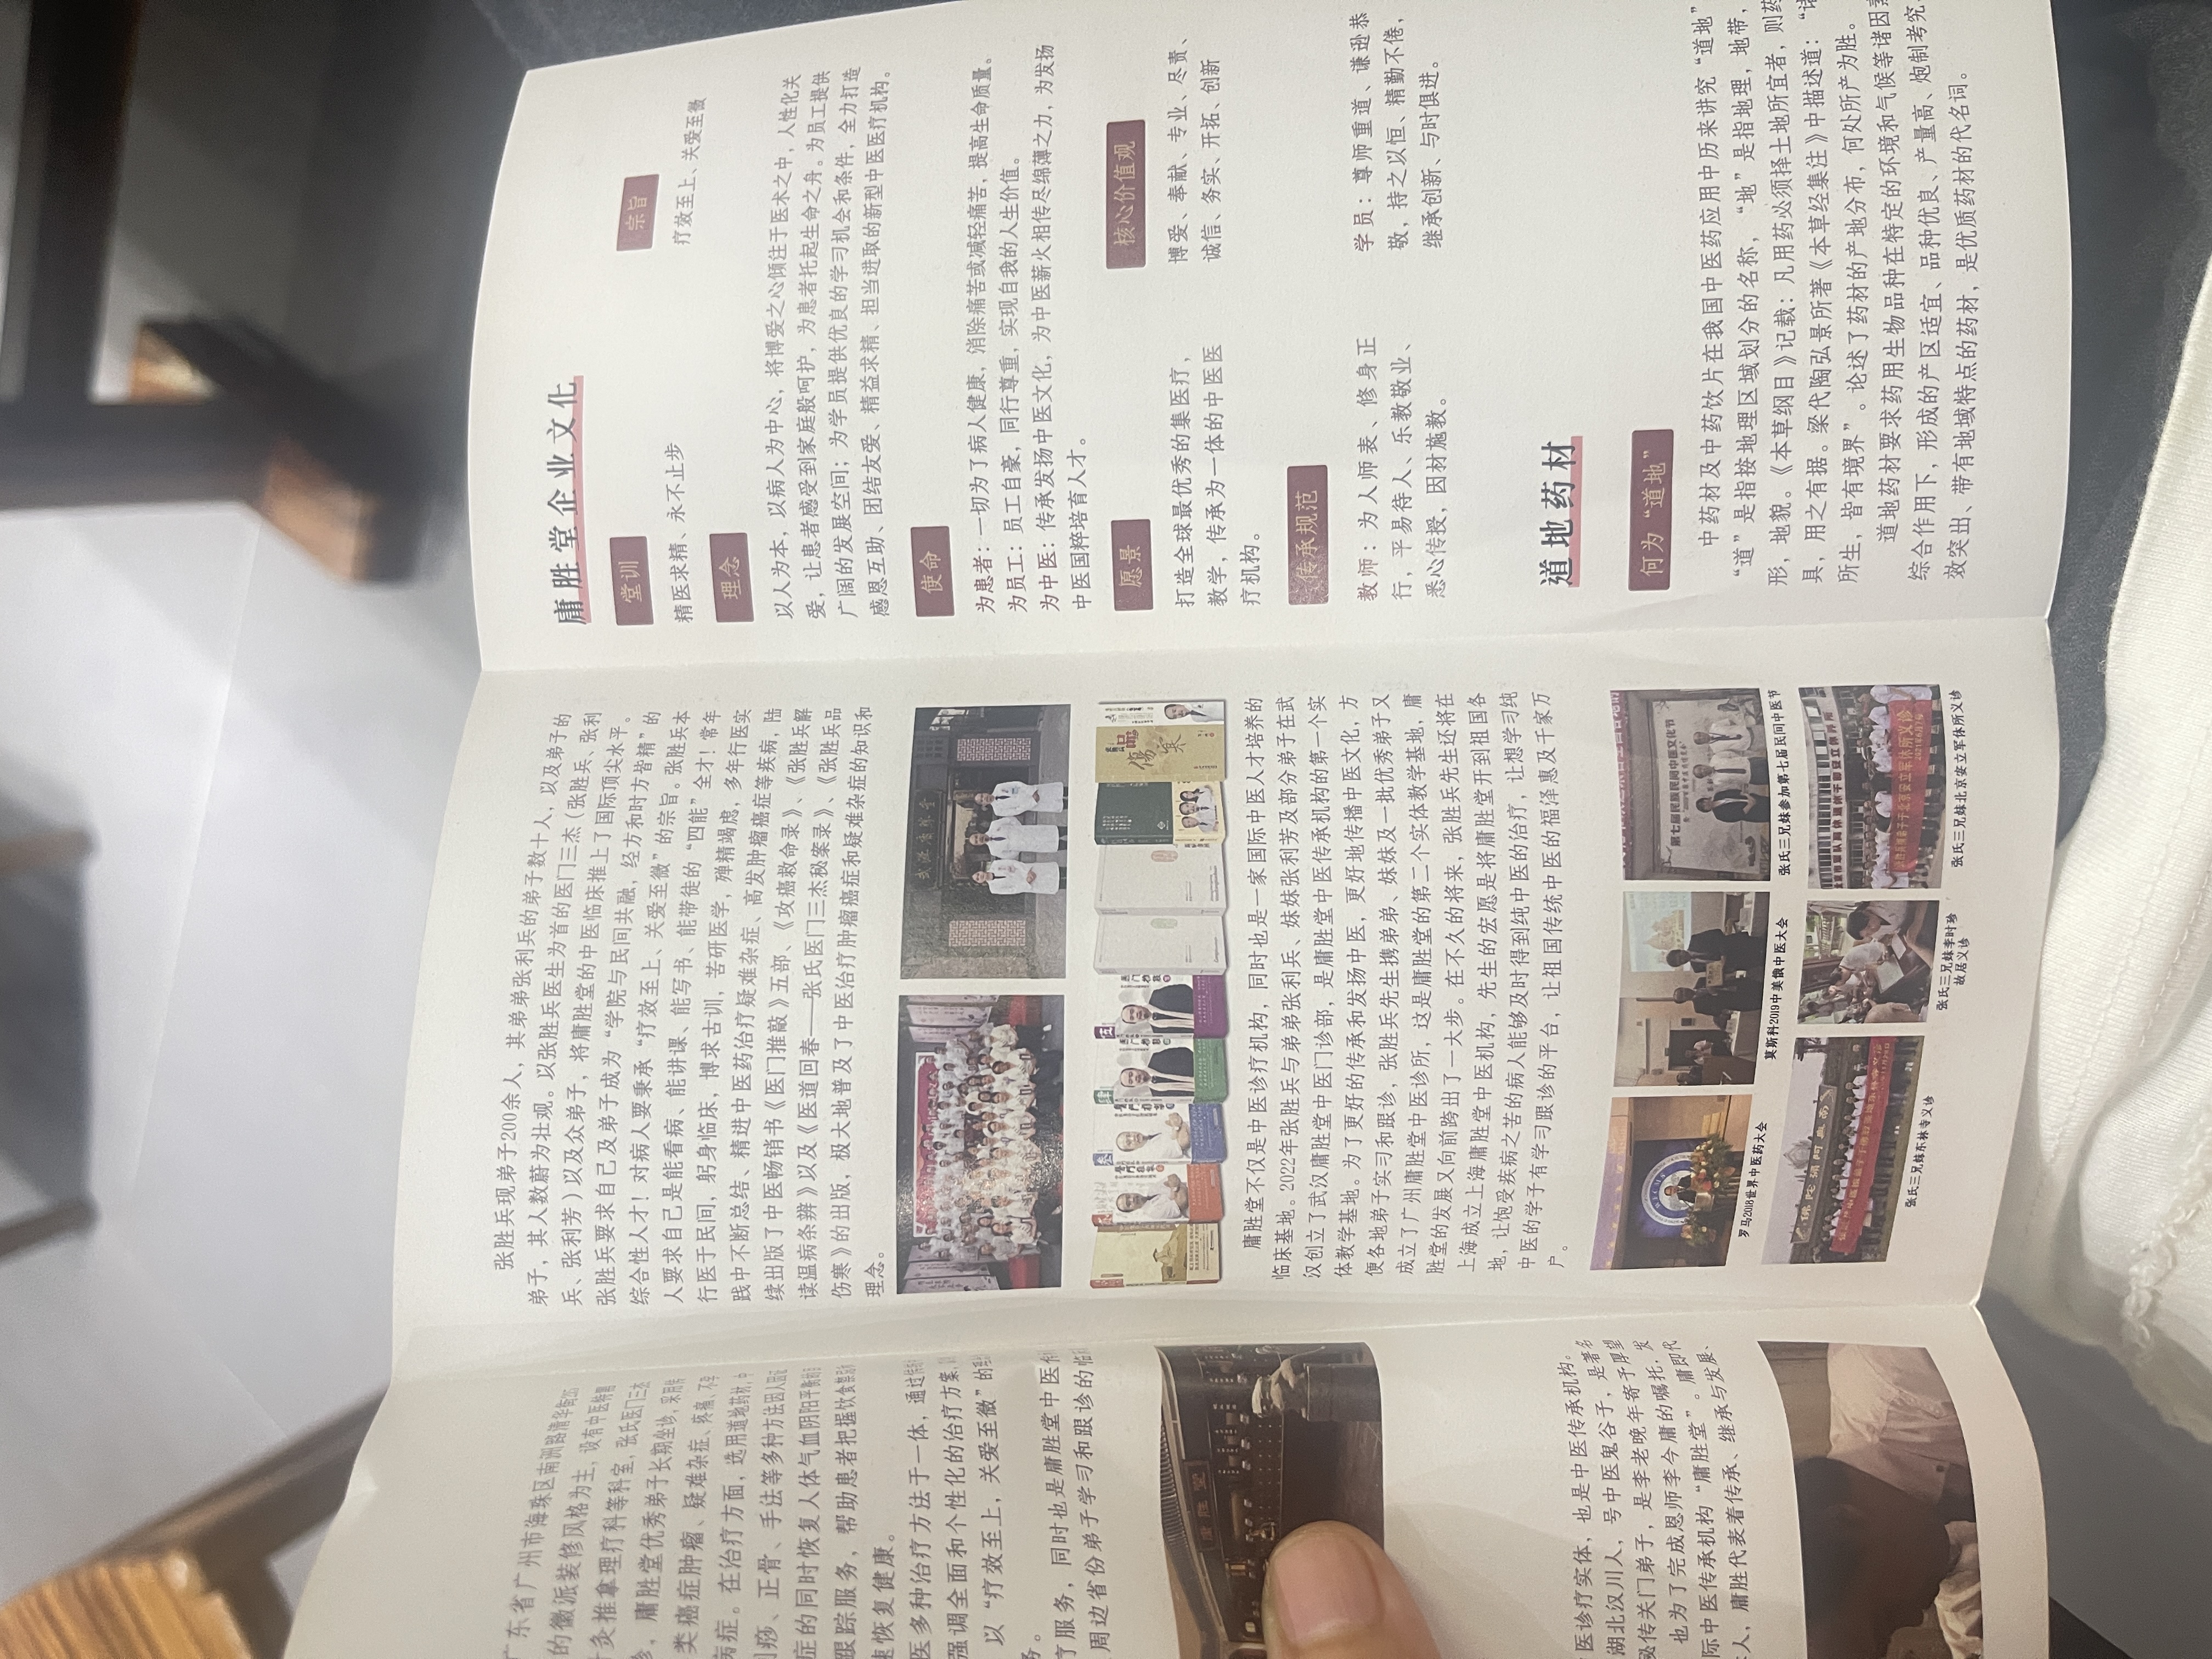 广东省广州市海珠区南洲路清华街
的徽派装修风格为主，设有中医特
灸推拿理疗科等科室，张氏医门三杰
诊，庸胜堂优秀弟子长期坐诊，采用
类癌症肿瘤、疑难杂症、疼痛、不孕
病症。在治疗方面，选用道地药材，中
刮痧、正骨、手法等多种方法因人
症的同时恢复人体气血阴阳平衡的
跟踪服务，帮助患者把握饮食禁忌
速恢复健康。
医多种治疗方法于一体，通过
强调全面和个性化的治疗方案，
以“疗效至上，关爱至微”的
务。
疗服务，同时也是庸胜堂中医传
周边省份弟子学习和跟诊的临
庸胜堂
医诊疗实体，也是中医传承机构。
湖北汉川人，号中医鬼谷子，是著名
秘传关门弟子，是李老晚年寄予厚望
也为了完成恩师李今庸的嘱托，发
际中医传承机构“庸胜堂”。庸即代
人，庸胜代表着传承、继承与发展、
张胜兵现弟子200余人，其弟弟张利兵的弟子数十人，以及弟子的
弟子，其人数蔚为壮观。以张胜兵医生为首的医门三杰（张胜兵、张利
兵、张利芳）以及众弟子，将庸胜堂的中医临床推上了国际顶尖水平。
张胜兵要求自己及弟子成为“学院与民间共融，经方和时方皆精”的
综合性人才！对病人要秉承“疗效至上、关爱至微”的宗旨。张胜兵本
人要求自己是能看病、能讲课、能写书、能带徒的“四能”全才！常年
行医于民间，躬身临床，博求古训，苦研医学，殚精竭虑，多年行医实
践中不断总结、精进中医药治疗疑难杂症、高发肿瘤癌症等疾病，陆
续出版了中医畅销书《医门推敲》五部、《攻癌救命录》、《张胜兵解
读温病条辨》以及《医道回春——张氏医门三杰秘案录》、《张胜兵品
伤寒》的出版，极大地普及了中医治疗肿瘤癌症和疑难杂症的知识和
理念。
武汉庸胜堂
品
傷寒
庸胜堂不仅是中医诊疗机构，同时也是一家国际中医人才培养的
临床基地。2022年张胜兵与弟弟张利兵、妹妹张利芳及部分弟子在武
汉创立了武汉庸胜堂中医门诊部，是庸胜堂中医传承机构的第一个实
体教学基地。为了更好的传承和发扬中医，更好地传播中医文化，方
便各地弟子实习和跟诊，张胜兵先生携弟弟、妹妹及一批优秀弟子又
成立了广州庸胜堂中医诊所，这是庸胜堂的第二个实体教学基地，庸
胜堂的发展又向前跨出了一大步。在不久的将来，张胜兵先生还将在
上海成立上海庸胜堂中医机构，先生的宏愿是将庸胜堂开到祖国各
地，让饱受疾病之苦的病人能够及时得到纯中医的治疗，让想学习纯
中医的学子有学习跟诊的平台，让祖国传统中医的福泽惠及千家万
户。
第七届民族民间中医文化节
罗马2018世界中医药大会
莫斯科2019中美俄中医大会
张氏三兄妹参加第七届民间中医节
南无阿弥陀佛
张氏三兄妹东林寺义诊
张氏三兄妹李时珍
故居义诊
张胜兵携弟子于北京安立军休所义诊
张氏三兄妹北京安立军休所义诊
庸胜堂企业文化
堂训
宗旨
精医求精、永不止步
疗效至上、关爱至微
理念
以人为本，以病人为中心，将博爱之心倾注于医术之中，人性化关
爱，让患者感受到家庭般呵护，为患者托起生命之舟。为员工提供
广阔的发展空间；为学员提供优良的学习机会和条件，全力打造
感恩互助、团结友爱、精益求精、担当进取的新型中医医疗机构。
使命
为患者：一切为了病人健康，消除痛苦或减轻痛苦，提高生命质量。
为员工：员工自豪，同行尊重，实现自我的人生价值。
为中医：传承发扬中医文化，为中医薪火相传尽绵薄之力，为发扬
中医国粹培育人才。
愿景
核心价值观
打造全球最优秀的集医疗，
教学，传承为一体的中医医
疗机构。
博爱、奉献、专业、尽责、
诚信、务实、开拓、创新
传承规范
教师：为人师表、修身正
行，平易待人、乐教敬业、
悉心传授，因材施教。
学员：尊师重道、谦逊恭
敬，持之以恒、精勤不倦，
继承创新、与时俱进。
道地药材
何为“道地”
中药材及中药饮片在我国中医药应用中历来讲究“道地”
“道”是指按地理区域划分的名称，“地”是指地理，地带，
形，地貌。《本草纲目》记载：凡用药必须择土地所宜者，则药
具，用之有据。梁代陶弘景所著《本草经集注》中描述道：“诸
所生，皆有境界”。论述了药材的产地分布，何处所产为胜。
道地药材要求药用生物品种在特定的环境和气候等诸因素
综合作用下，形成的产区适宜、品种优良、产量高、炮制考究、
效突出、带有地域特点的药材，是优质药材的代名词。